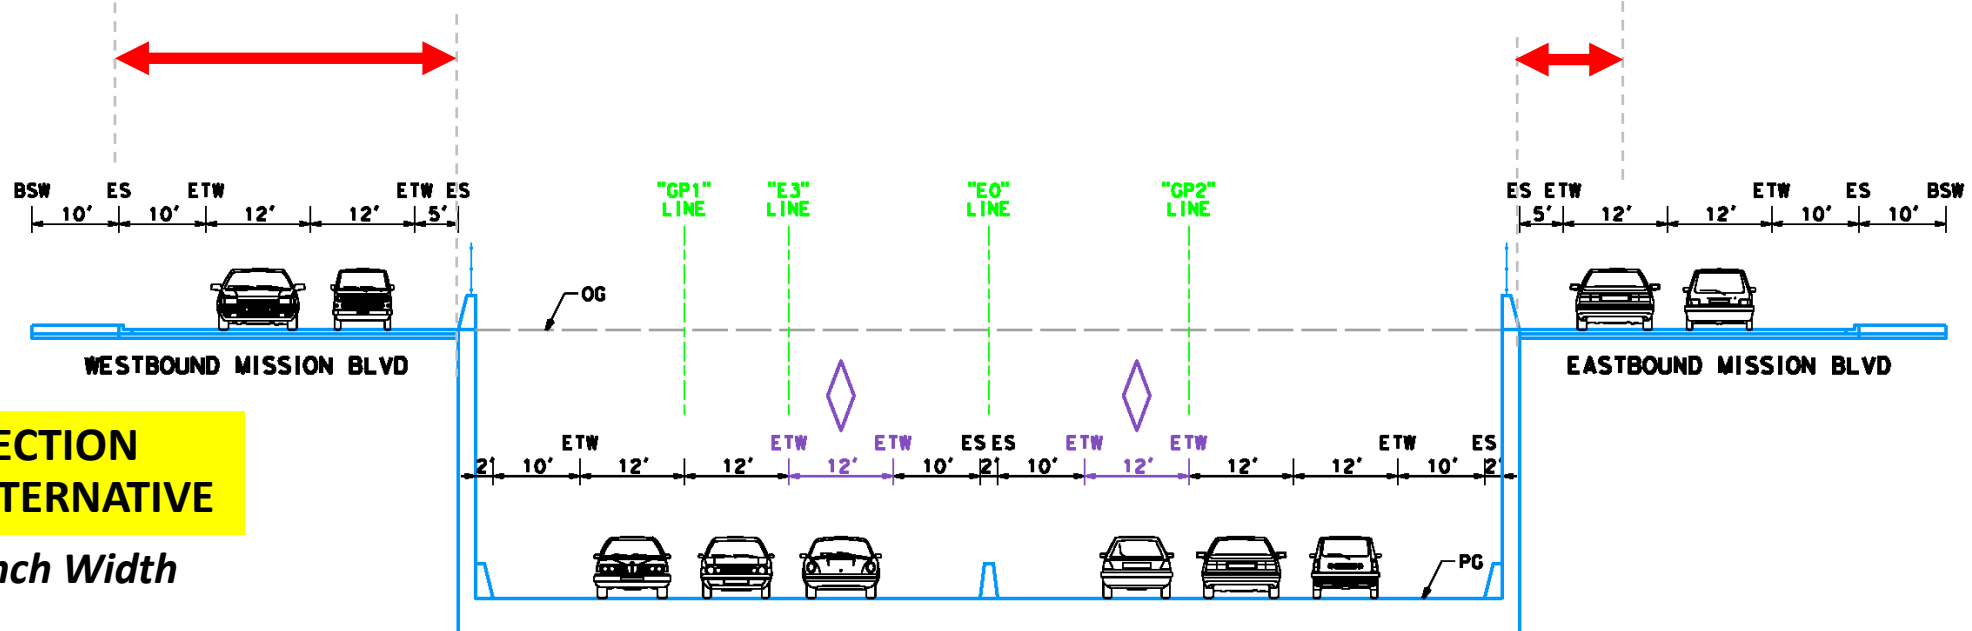 "GP1" "E3" "EO" "GP2"
LINE LINE LINE LINE
BSW ES ETW ETW ES
10' 10' 12' 12' 5'
ES ETW ETW ES BSW
5' 12' 12' 10' 10'
OG
WESTBOUND MISSION BLVD
EASTBOUND MISSION BLVD
ETW ETW ETW ES ES ETW ETW ETW ES
2' 10' 12' 12' 12' 10' 2' 10' 12' 12' 12' 10' 2'
ECTION
TERNATIVE
nch Width
PG